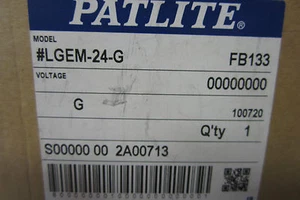 PATLITE
MODEL
#LGEM-24-G FB133
VOLTAGE 00000000
G 100720
Q'ty 1
S00000 00 2A00713